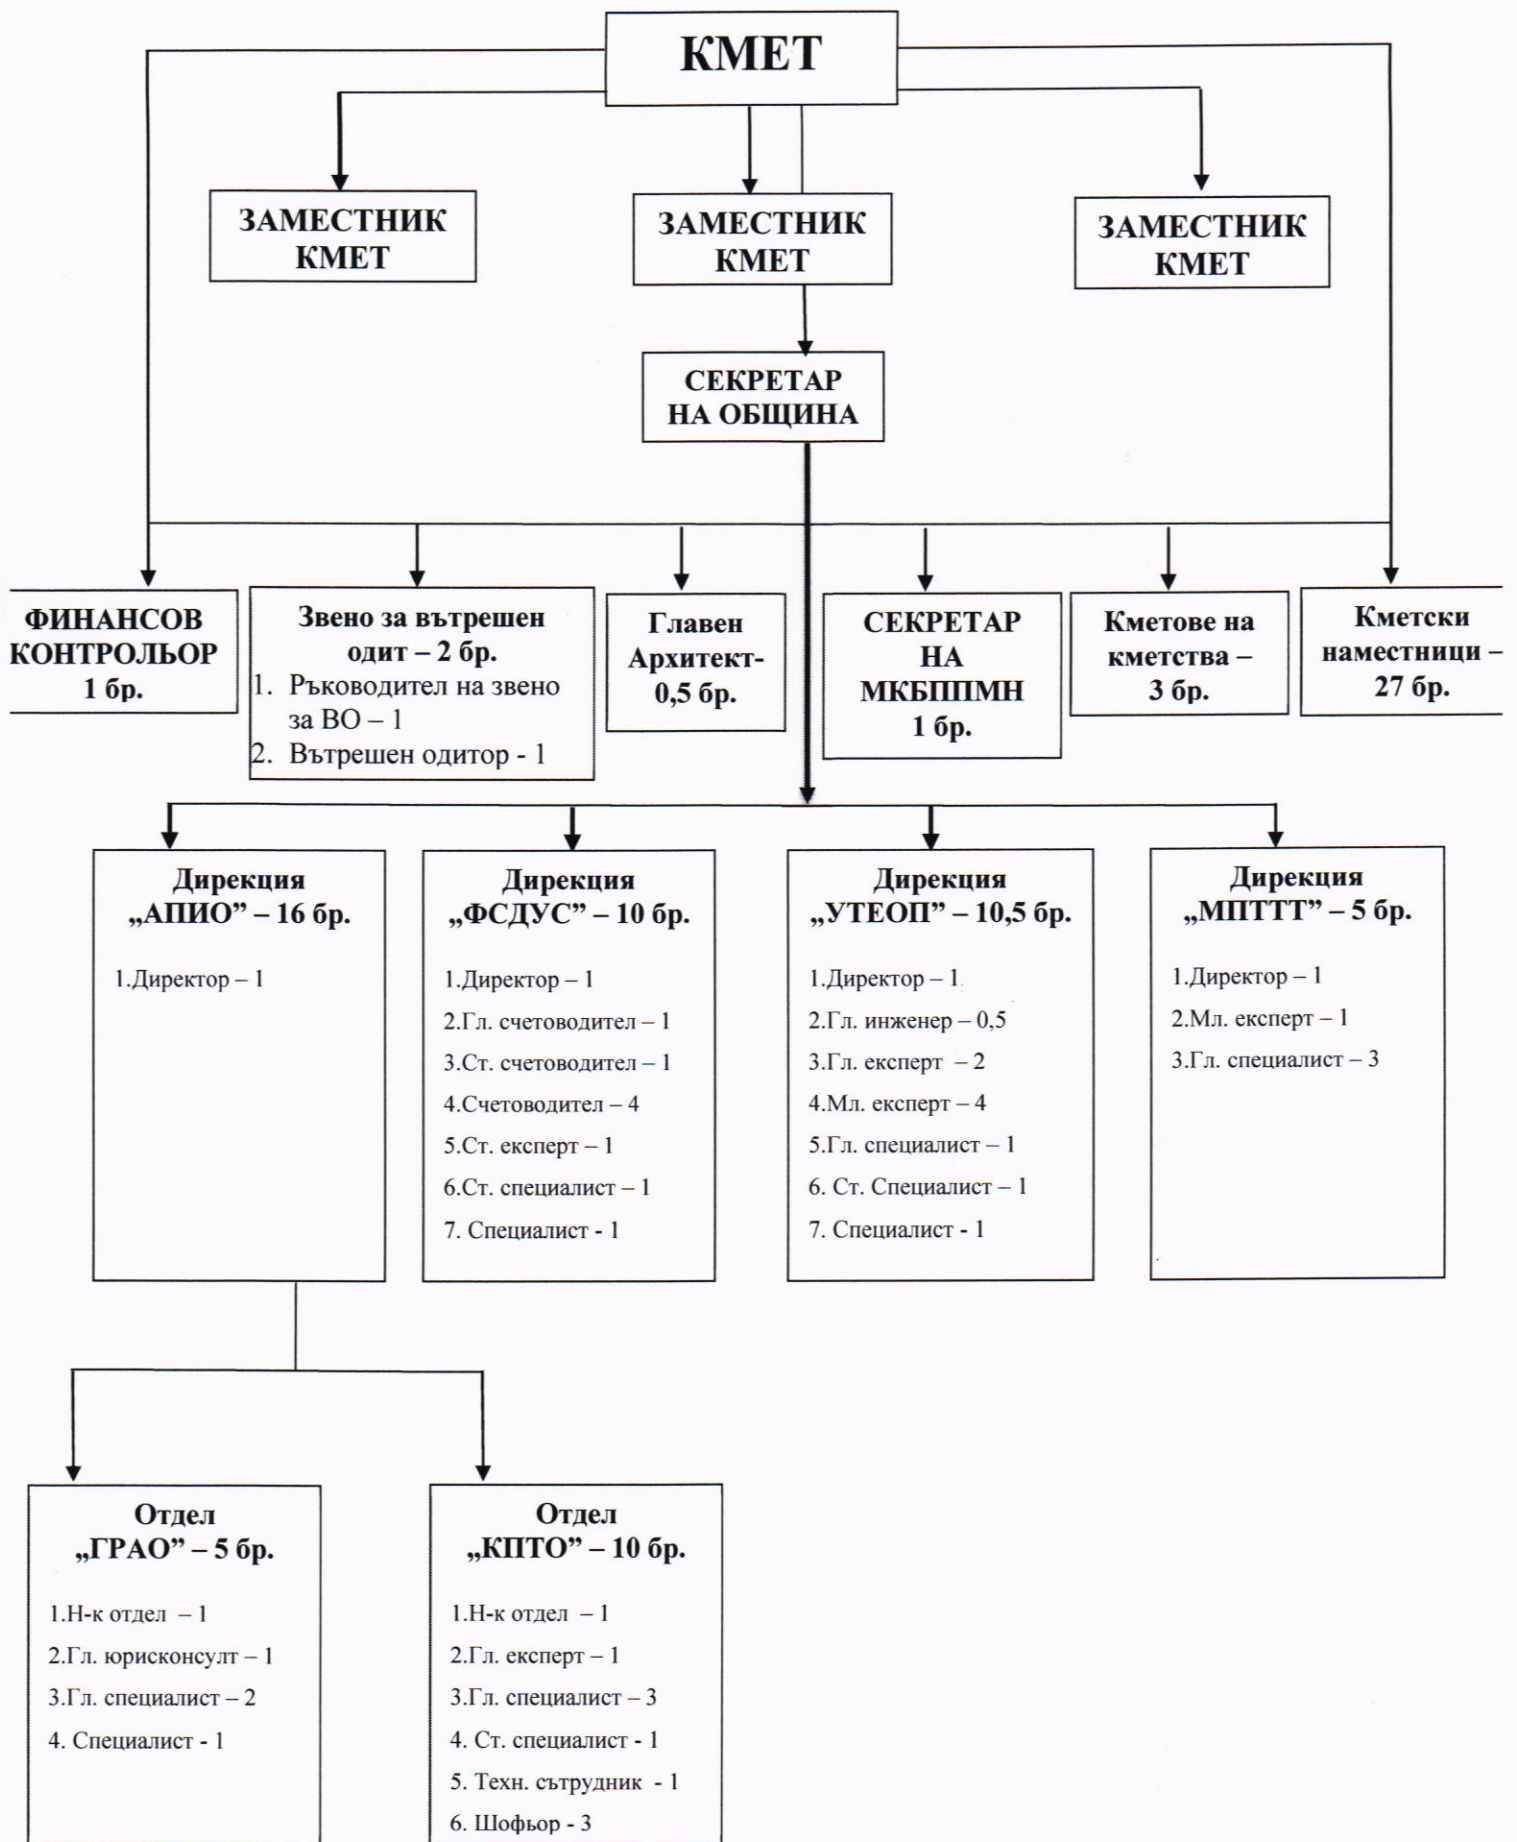 КМЕТ
ЗАМЕСТНИК
КМЕТ
ЗАМЕСТНИК
КМЕТ
ЗАМЕСТНИК
КМЕТ
СЕКРЕТАР
НА ОБЩИНА
ФИНАНСОВ
КОНТРОЛЬОР
1 бр.
Звено за вътрешен
одит – 2 бр.
1. Ръководител на звено
за ВО – 1
2. Вътрешен одитор - 1
Главен
Архитект-
0,5 бр.
СЕКРЕТАР
НА
МКБППМН
1 бр.
Кметове на
кметства –
3 бр.
Кметски
наместници –
27 бр.
Дирекция
„АПИО” – 16 бр.
1.Директор – 1
Дирекция
„ФСДУС” – 10 бр.
1.Директор – 1
2.Гл. счетоводител – 1
3.Ст. счетоводител – 1
4.Счетоводител – 4
5.Ст. експерт – 1
6.Ст. специалист – 1
7. Специалист - 1
Дирекция
„УТЕОП” – 10,5 бр.
1.Директор – 1
2.Гл. инженер – 0,5
3.Гл. експерт – 2
4.Мл. експерт – 4
5.Гл. специалист – 1
6. Ст. Специалист – 1
7. Специалист - 1
Дирекция
„МПТТТ” – 5 бр.
1.Директор – 1
2.Мл. експерт – 1
3.Гл. специалист – 3
Отдел
„ГРАО” – 5 бр.
1.Н-к отдел – 1
2.Гл. юрисконсулт – 1
3.Гл. специалист – 2
4. Специалист - 1
Отдел
„КПТО” – 10 бр.
1.Н-к отдел – 1
2.Гл. експерт – 1
3.Гл. специалист – 3
4. Ст. специалист - 1
5. Техн. сътрудник - 1
6. Шофьор - 3